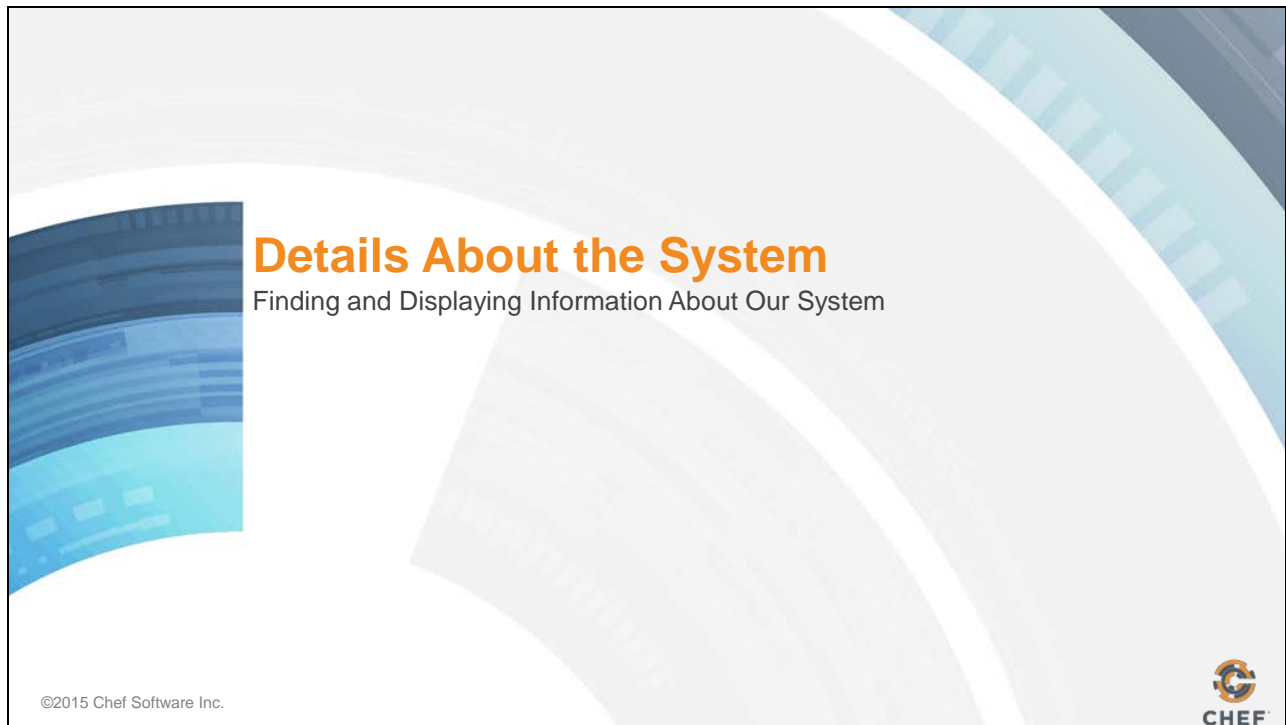 Details About the System
Finding and Displaying Information About Our System
©2015 Chef Software Inc.
CHEF